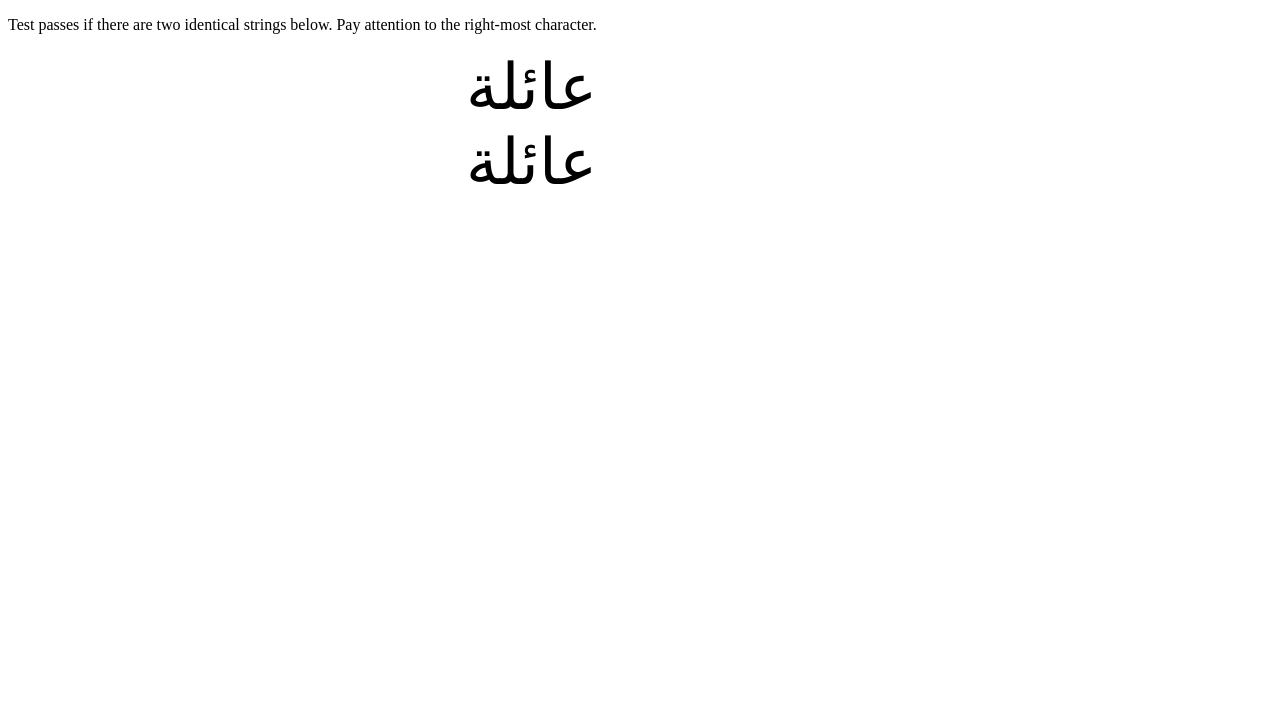 Test passes if there are two identical strings below. Pay attention to the right-most character.
عائلة
عائلة